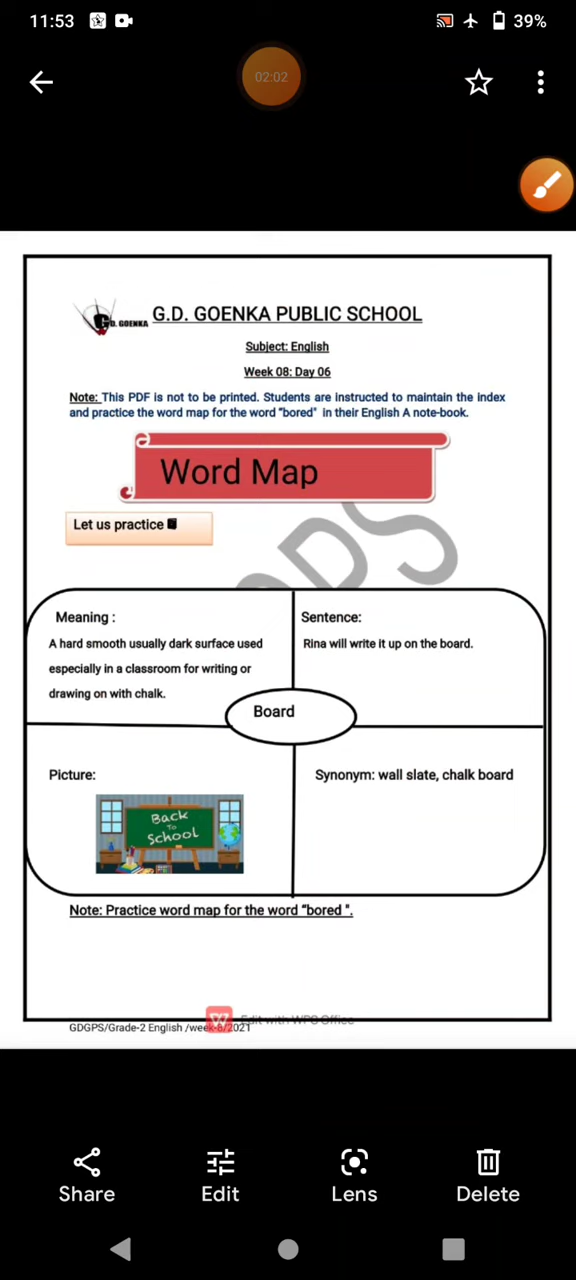 11:53
39%
02:02
G.D. GOENKA
G.D. GOENKA PUBLIC SCHOOL
Subject: English
Week 08: Day 06
Note: This PDF is not to be printed. Students are instructed to maintain the index
and practice the word map for the word "bored" in their English A note-book.
Word Map
Let us practice
Meaning :
A hard smooth usually dark surface used
especially in a classroom for writing or
drawing on with chalk.
Sentence:
Rina will write it up on the board.
Board
Picture:
Back
To
School
Synonym: wall slate, chalk board
Note: Practice word map for the word "bored ".
Edit with WPS Office
GDGPS/Grade-2 English /week-8/2021
Share
Edit
Lens
Delete